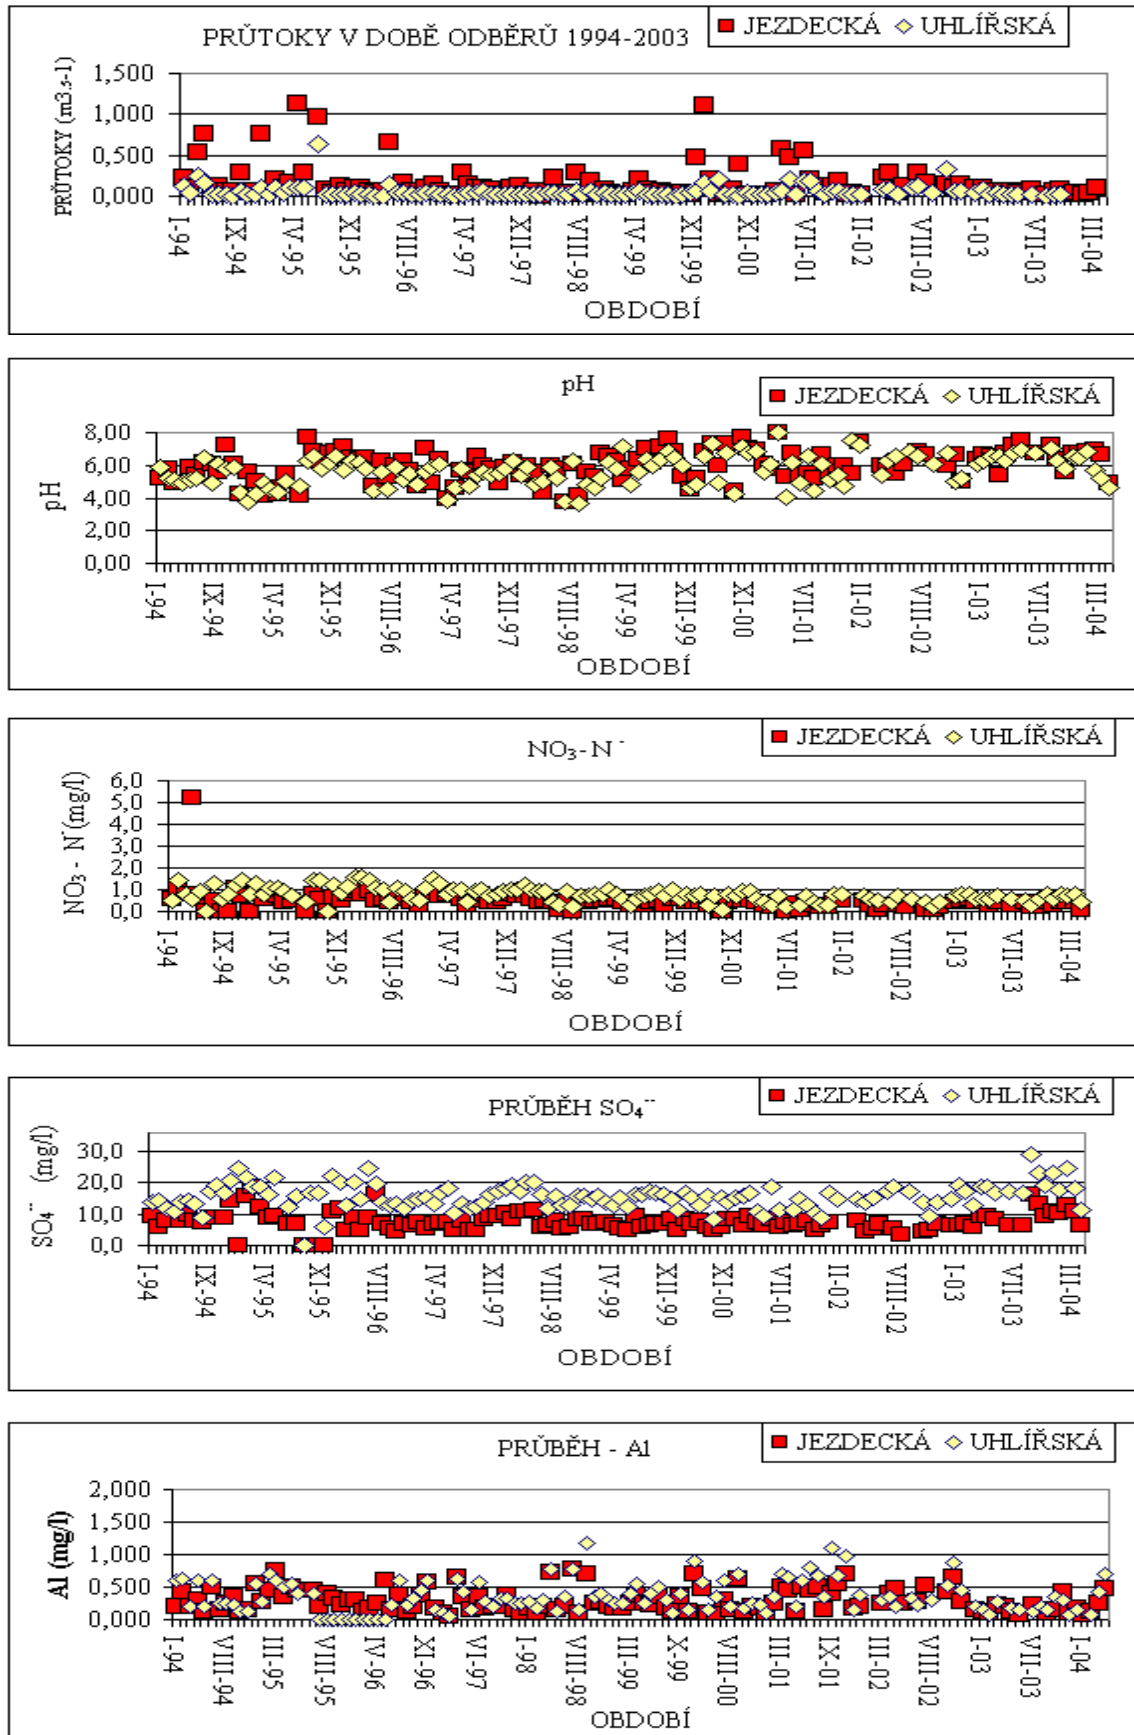 PRŮTOKY V DOBĚ ODBĚRŮ 1994-2003
JEZDECKÁ UHLÍŘSKÁ
PRŮTOKY (m3.s-1)
1,500
1,000
0,500
0,000
I-94 IX-94 IV-95 XI-95 VIII-96 IV-97 XII-97 VIII-98 IV-99 XII-99 XI-00 VII-01 II-02 VIII-02 I-03 VII-03 III-04
OBDOBÍ
pH
JEZDECKÁ UHLÍŘSKÁ
pH
8,00
6,00
4,00
2,00
0,00
I-94 IX-94 IV-95 XI-95 VIII-96 IV-97 XII-97 VIII-98 IV-99 XII-99 XI-00 VII-01 II-02 VIII-02 I-03 VII-03 III-04
OBDOBÍ
NO₃- N⁻
JEZDECKÁ UHLÍŘSKÁ
NO₃ - N (mg/l)
6,0
5,0
4,0
3,0
2,0
1,0
0,0
I-94 IX-94 IV-95 XI-95 VIII-96 IV-97 XII-97 VIII-98 IV-99 XII-99 XI-00 VII-01 II-02 VIII-02 I-03 VII-03 III-04
OBDOBÍ
PRŮBĚH SO₄⁻⁻
JEZDECKÁ UHLÍŘSKÁ
SO₄⁻⁻ (mg/l)
30,0
20,0
10,0
0,0
I-94 IX-94 IV-95 XI-95 VIII-96 IV-97 XII-97 VIII-98 IV-99 XII-99 XI-00 VII-01 II-02 VIII-02 I-03 VII-03 III-04
OBDOBÍ
PRŮBĚH - Al
JEZDECKÁ UHLÍŘSKÁ
Al (mg/l)
2,000
1,500
1,000
0,500
0,000
I-94 VIII-94 III-95 VIII-95 IV-96 XI-96 VI-97 I-98 VIII-98 III-99 X-99 VIII-00 III-01 IX-01 III-02 VIII-02 I-03 VII-03 I-04
OBDOBÍ